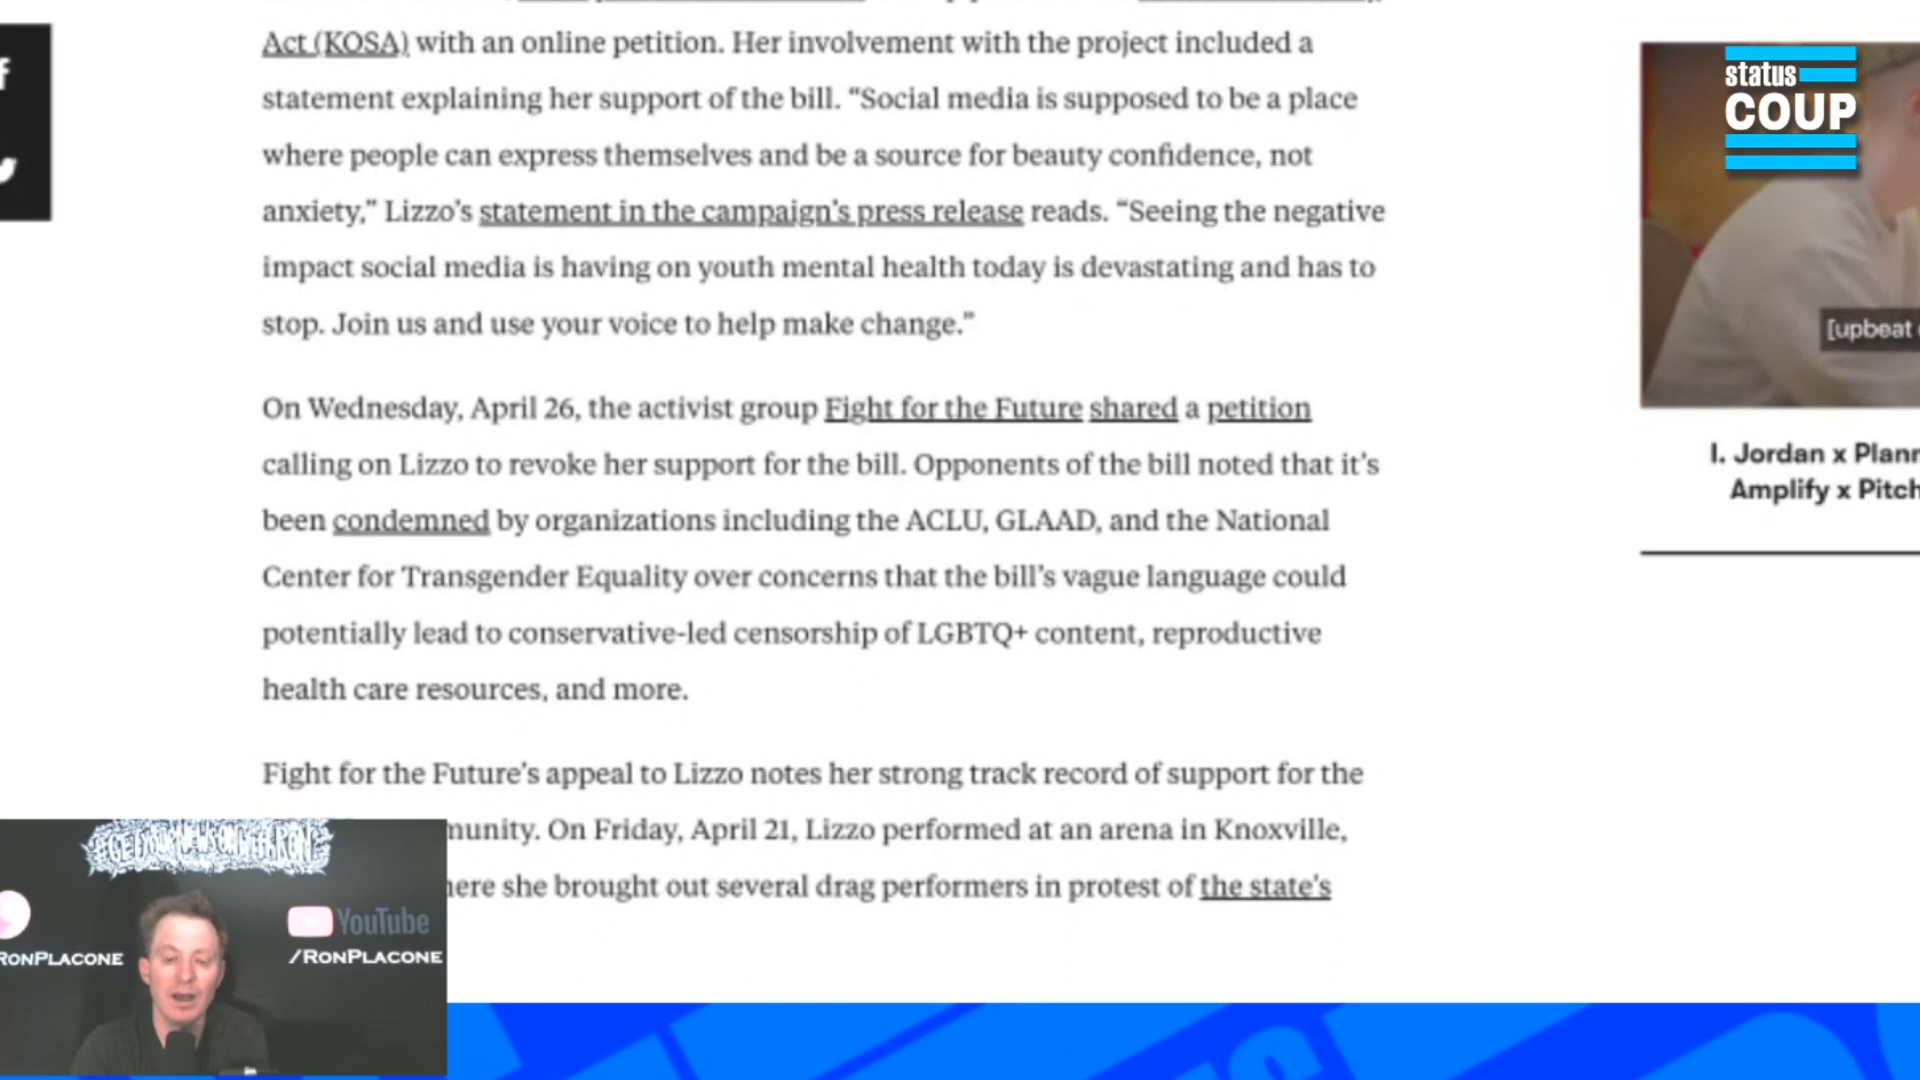 Act (KOSA) with an online petition. Her involvement with the project included a
statement explaining her support of the bill. “Social media is supposed to be a place
where people can express themselves and be a source for beauty confidence, not
anxiety,” Lizzo’s statement in the campaign’s press release reads. “Seeing the negative
impact social media is having on youth mental health today is devastating and has to
stop. Join us and use your voice to help make change.”
On Wednesday, April 26, the activist group Fight for the Future shared a petition
calling on Lizzo to revoke her support for the bill. Opponents of the bill noted that it’s
been condemned by organizations including the ACLU, GLAAD, and the National
Center for Transgender Equality over concerns that the bill’s vague language could
potentially lead to conservative-led censorship of LGBTQ+ content, reproductive
health care resources, and more.
Fight for the Future’s appeal to Lizzo notes her strong track record of support for the
munity. On Friday, April 21, Lizzo performed at an arena in Knoxville,
here she brought out several drag performers in protest of the state’s
status
COUP
[upbeat
I. Jordan x Plann
Amplify x Pitch
#GETYOURNEWSONWITHRON
YouTube
RONPLACONE
/RONPLACONE